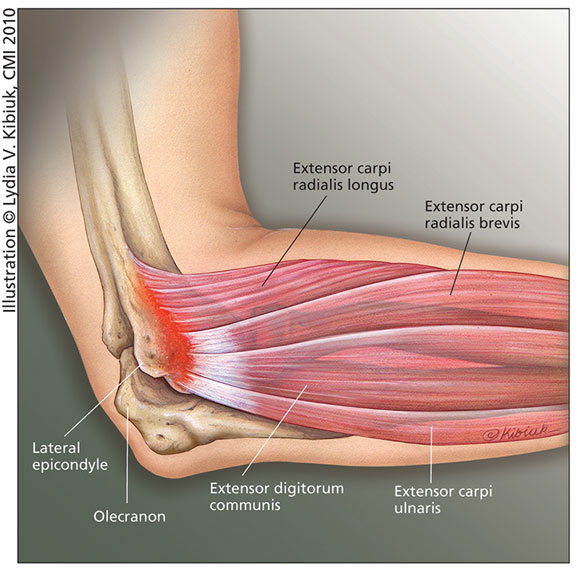 Illustration © Lydia V. Kibiuk, CMI 2010
Extensor carpi
radialis longus
Extensor carpi
radialis brevis
Lateral
epicondyle
Olecranon
Extensor digitorum
communis
Extensor carpi
ulnaris
©Kibiuk